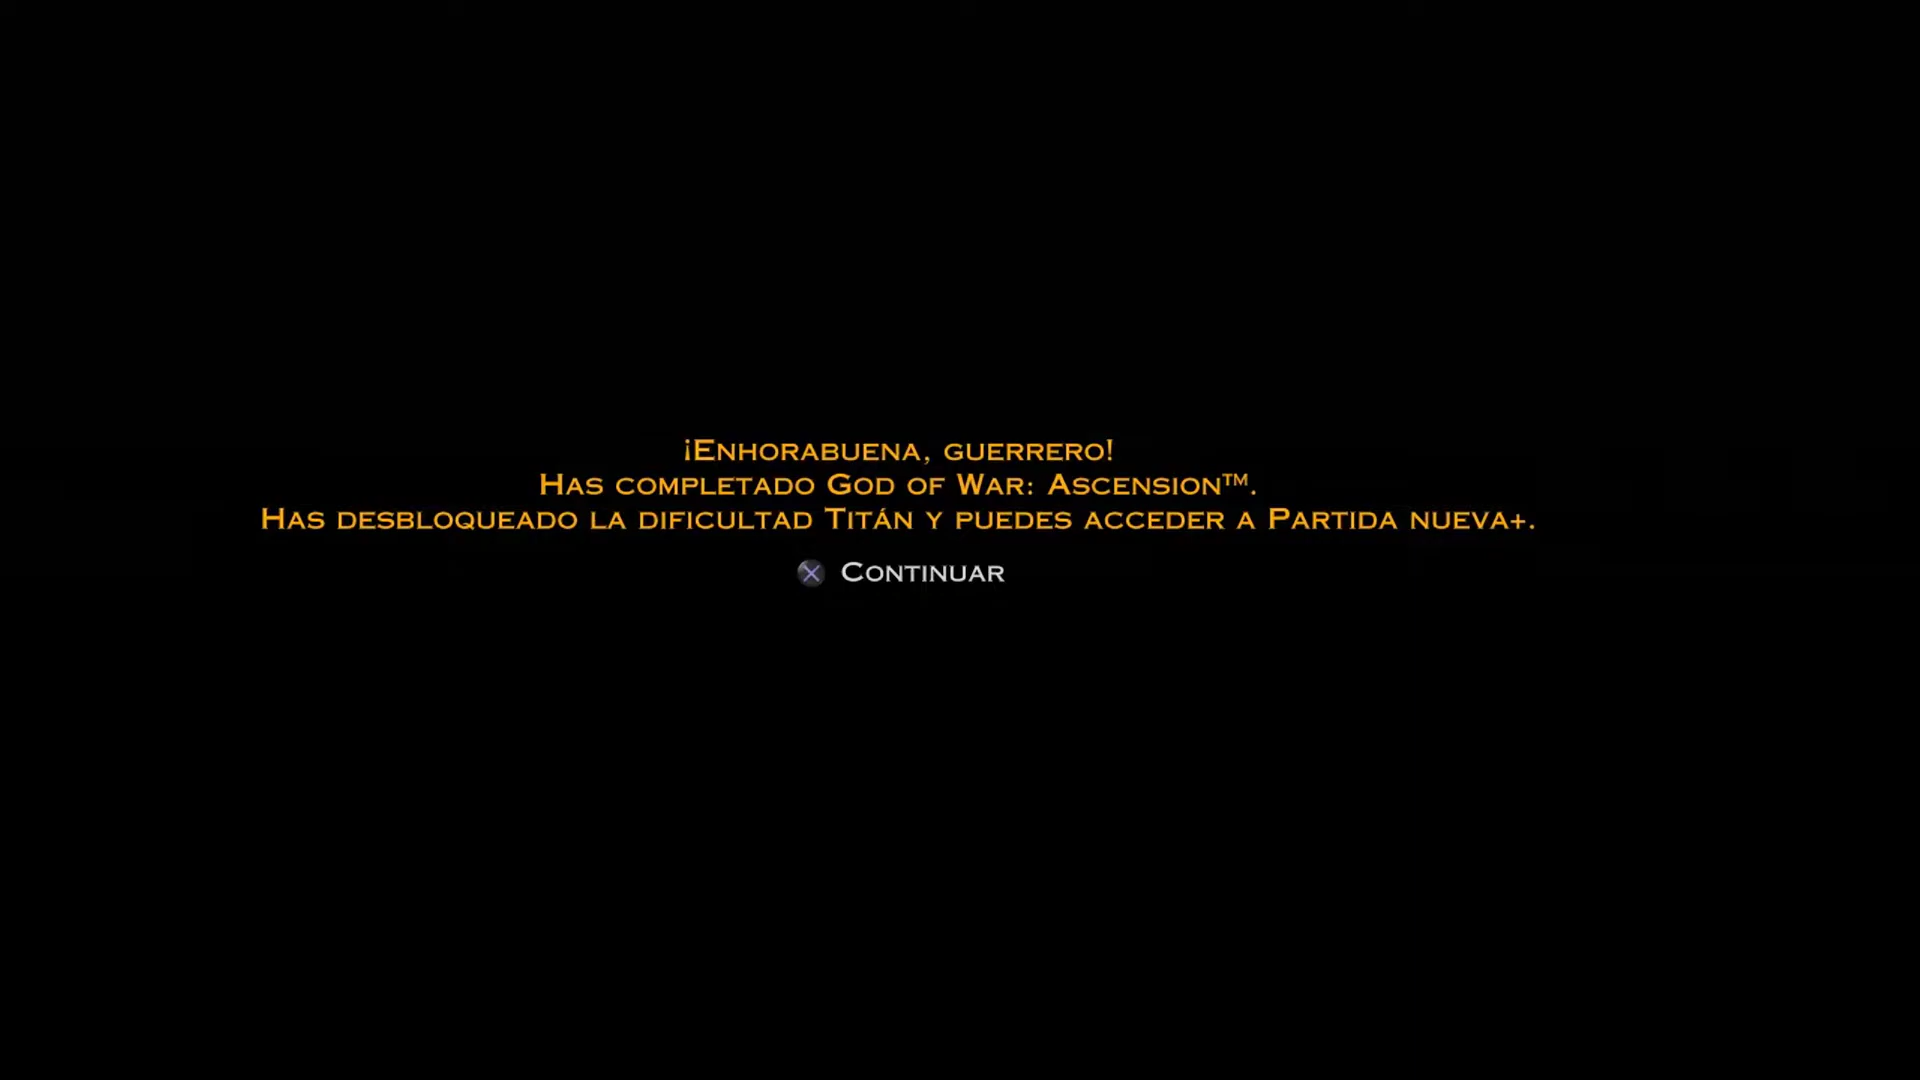 ¡Enhorabuena, guerrero!
Has completado God of War: Ascension™.
Has desbloqueado la dificultad Titán y puedes acceder a Partida nueva+.
Continuar